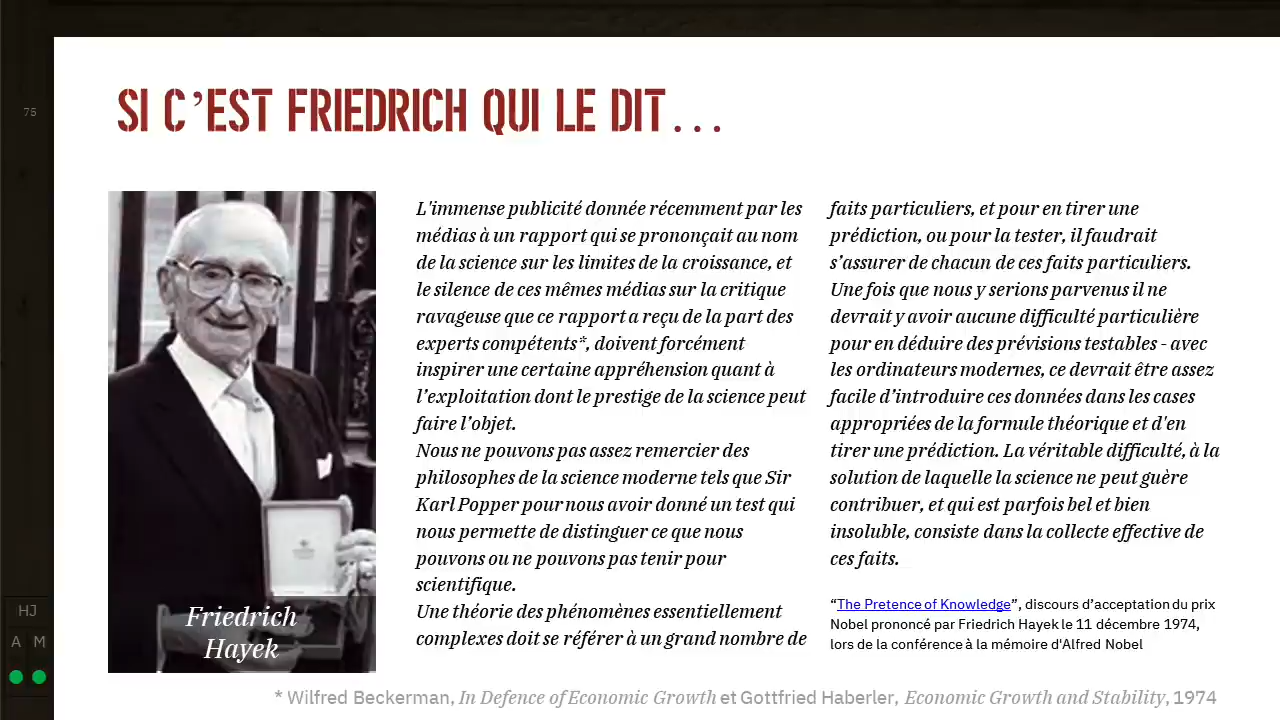 SI C’EST FRIEDRICH QUI LE DIT...
75
L'immense publicité donnée récemment par les
médias à un rapport qui se prononçait au nom
de la science sur les limites de la croissance, et
le silence de ces mêmes médias sur la critique
ravageuse que ce rapport a reçu de la part des
experts compétents*, doivent forcément
inspirer une certaine appréhension quant à
l’exploitation dont le prestige de la science peut
faire l’objet.
Nous ne pouvons pas assez remercier des
philosophes de la science moderne tels que Sir
Karl Popper pour nous avoir donné un test qui
nous permette de distinguer ce que nous
pouvons ou ne pouvons pas tenir pour
scientifique.
Une théorie des phénomènes essentiellement
complexes doit se référer à un grand nombre de
faits particuliers, et pour en tirer une
prédiction, ou pour la tester, il faudrait
s’assurer de chacun de ces faits particuliers.
Une fois que nous y serions parvenus il ne
devrait y avoir aucune difficulté particulière
pour en déduire des prévisions testables - avec
les ordinateurs modernes, ce devrait être assez
facile d’introduire ces données dans les cases
appropriées de la formule théorique et d'en
tirer une prédiction. La véritable difficulté, à la
solution de laquelle la science ne peut guère
contribuer, et qui est parfois bel et bien
insoluble, consiste dans la collecte effective de
ces faits.
“The Pretence of Knowledge”, discours d’acceptation du prix
Nobel prononcé par Friedrich Hayek le 11 décembre 1974,
lors de la conférence à la mémoire d'Alfred Nobel
Friedrich
Hayek
HJ
A M
* Wilfred Beckerman, In Defence of Economic Growth et Gottfried Haberler, Economic Growth and Stability, 1974